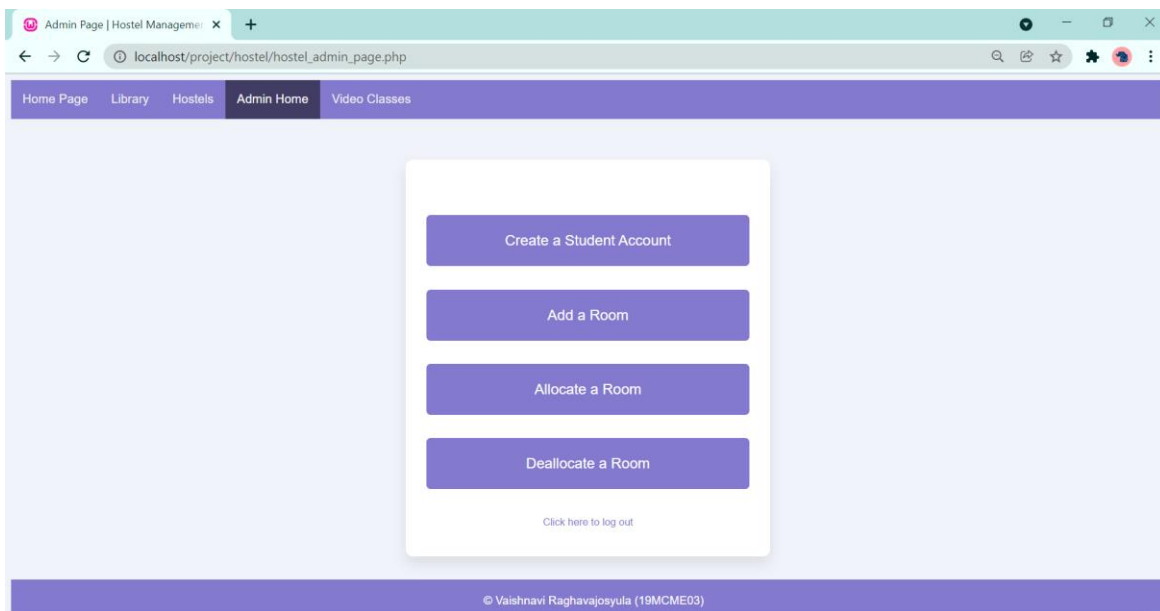 Admin Page | Hostel Managemen
localhost/project/hostel/hostel_admin_page.php
Home Page Library Hostels Admin Home Video Classes
Create a Student Account
Add a Room
Allocate a Room
Deallocate a Room
Click here to log out
© Vaishnavi Raghavajosyula (19MCME03)